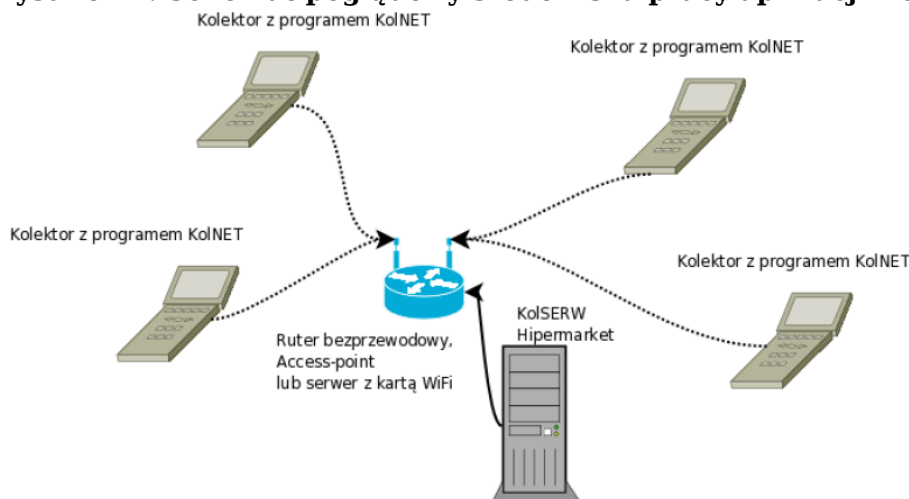 Kolektor z programem KolNET
Kolektor z programem KolNET
Kolektor z programem KolNET
Kolektor z programem KolNET
KolSERW
Hipermarket
Ruter bezprzewodowy,
Access-point
lub serwer z kartą WiFi